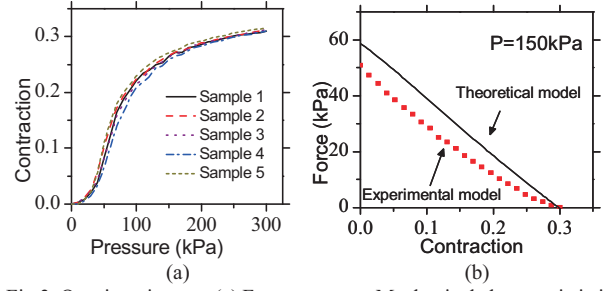 0.3
0.2
0.1
0.0
Contraction
Sample 1
Sample 2
Sample 3
Sample 4
Sample 5
0 100 200 300
Pressure (kPa)
(a)
60
40
20
0
Force (kPa)
P=150kPa
Theoretical model
Experimental model
0.0 0.1 0.2 0.3 0.4
Contraction
(b)